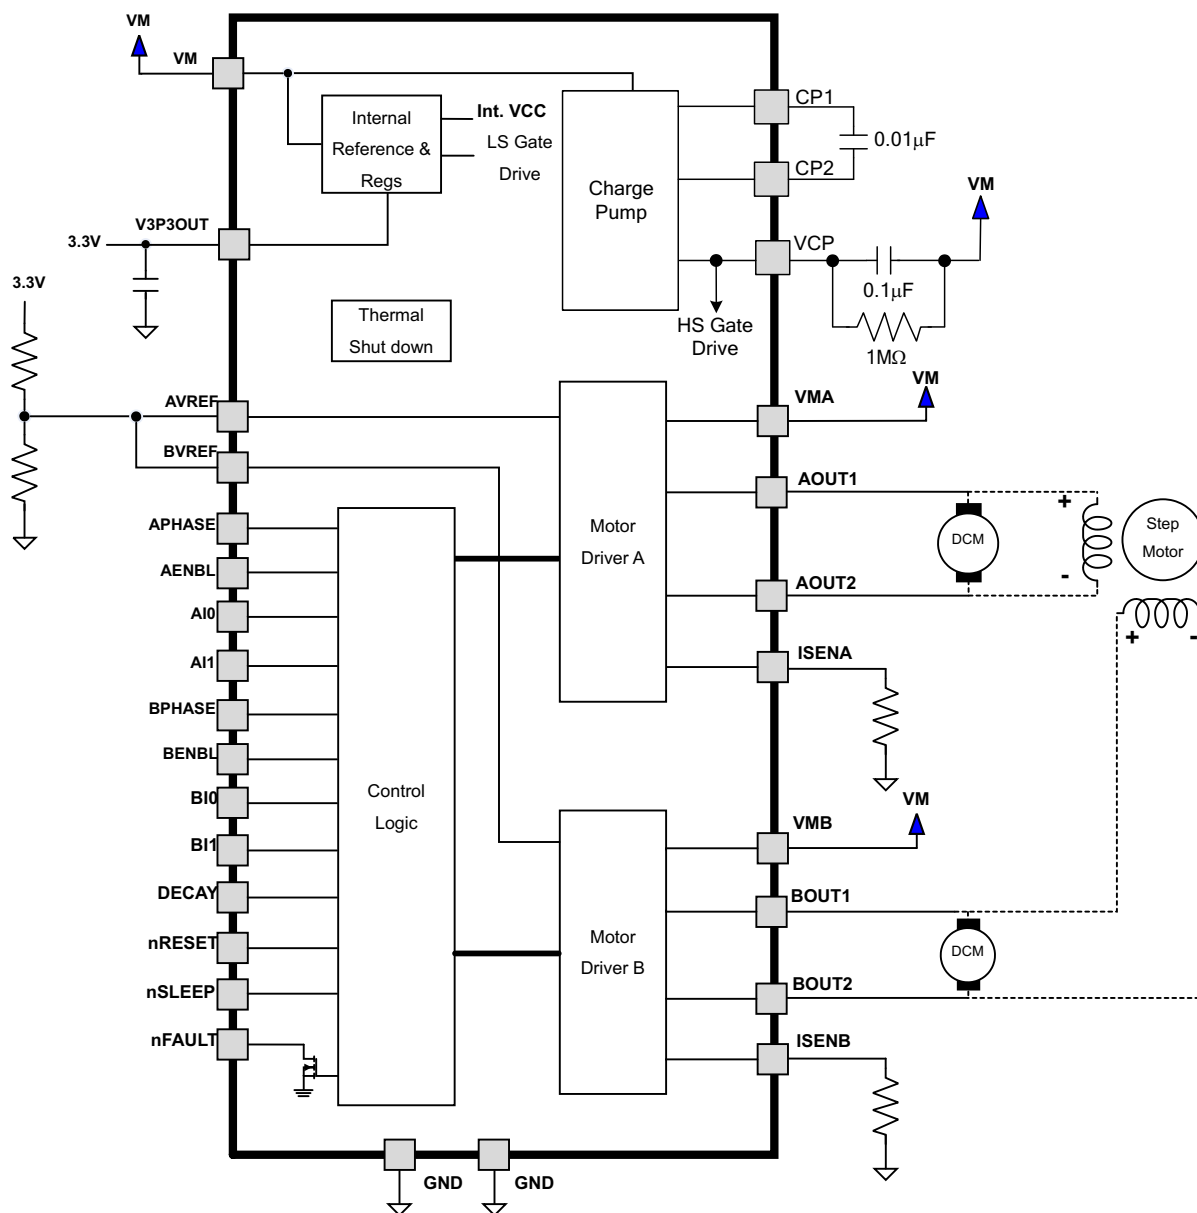 VM
VM
CP1
Internal
Reference &
Regs
Int. VCC
LS Gate
Drive
0.01μF
CP2
Charge
Pump
VM
V3P3OUT
3.3V
VCP
3.3V
0.1μF
Thermal
Shut down
HS Gate
Drive
1MΩ
VM
AVREF
VMA
BVREF
AOUT1
APHASE
+
Motor
Driver A
DCM
Step
Motor
AENBL
-
AOUT2
AI0
+
-
AI1
ISENA
BPHASE
BENBL
Control
Logic
BI0
VM
BI1
VMB
DECAY
BOUT1
nRESET
Motor
Driver B
DCM
nSLEEP
BOUT2
nFAULT
ISENB
GND
GND